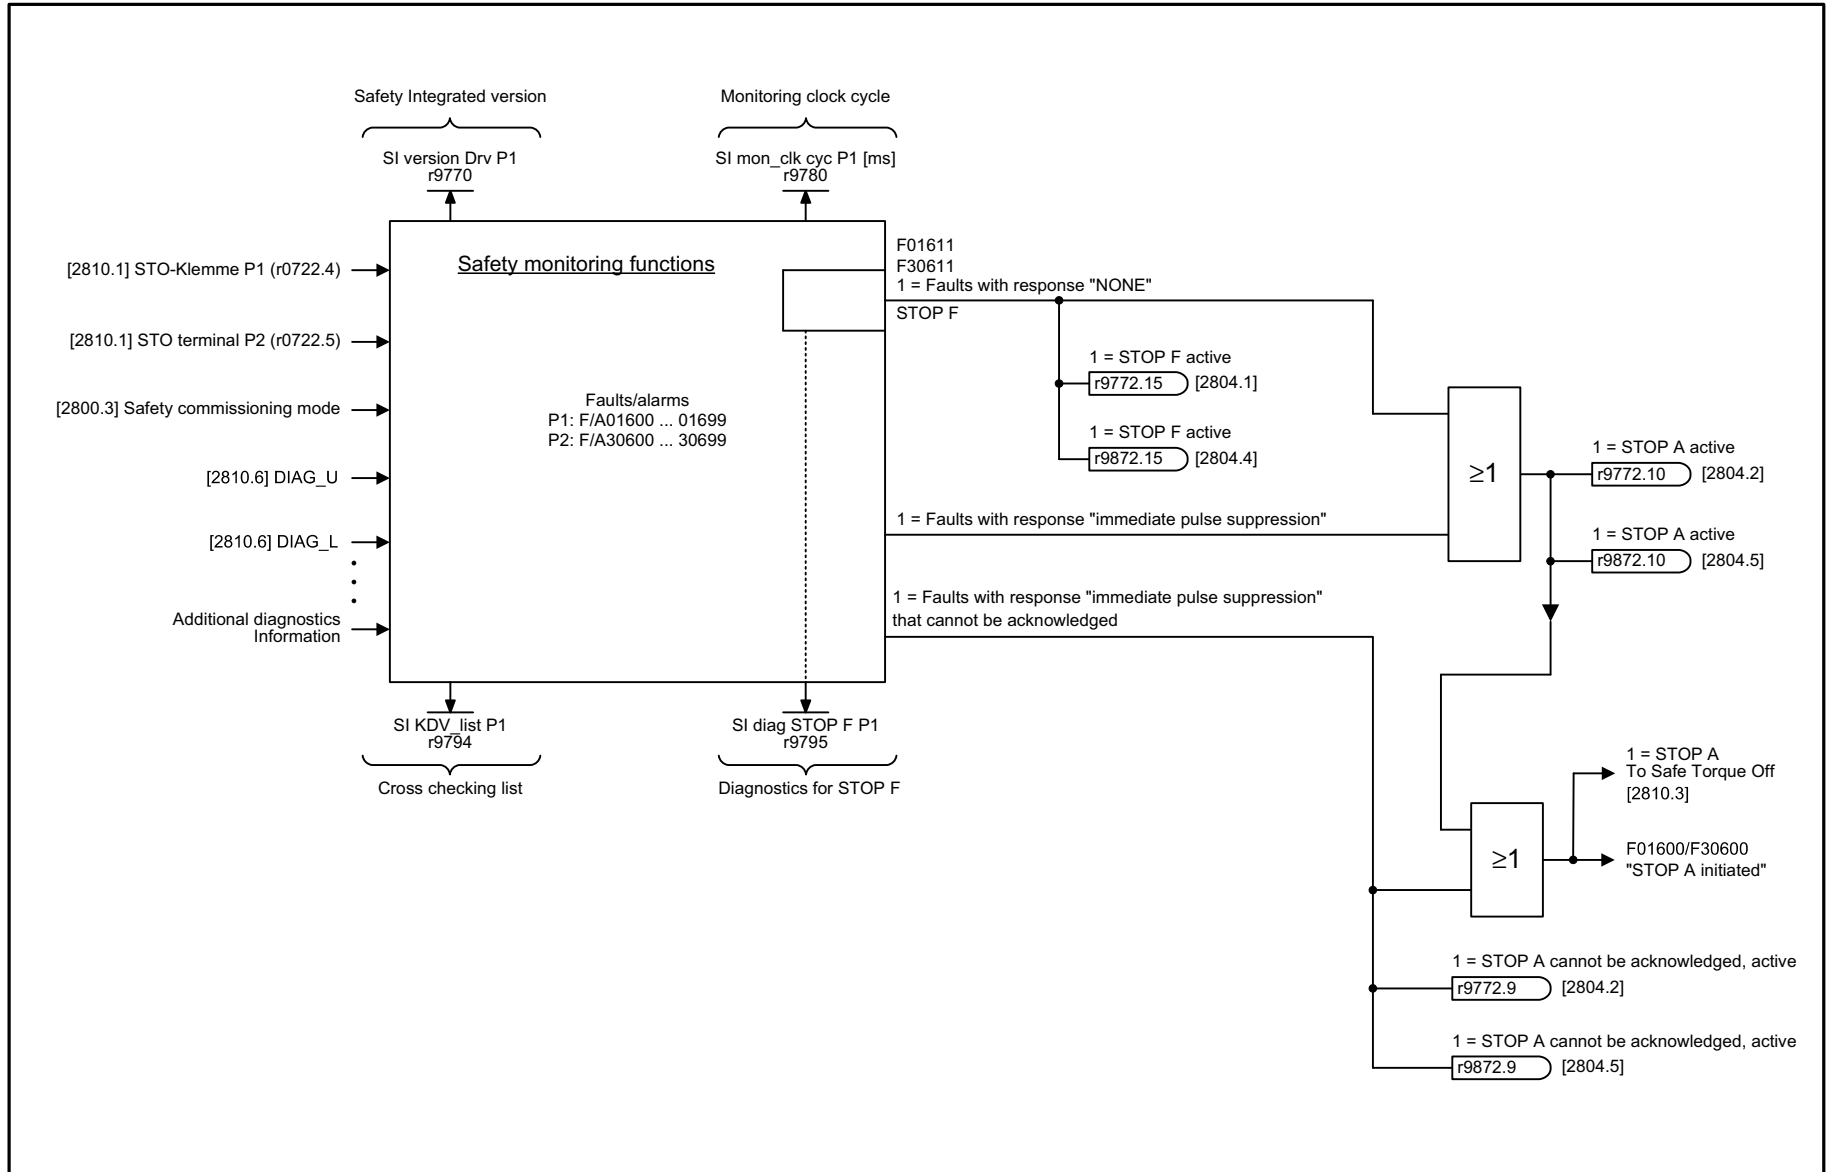 Safety Integrated version
Monitoring clock cycle
SI version Drv P1
r9770
SI mon_clk cyc P1 [ms]
r9780
[2810.1] STO-Klemme P1 (r0722.4)
[2810.1] STO terminal P2 (r0722.5)
[2800.3] Safety commissioning mode
[2810.6] DIAG_U
[2810.6] DIAG_L
Additional diagnostics
Information
Safety monitoring functions
Faults/alarms
P1: F/A01600 ... 01699
P2: F/A30600 ... 30699
F01611
F30611
1 = Faults with response "NONE"
STOP F
1 = STOP F active
r9772.15 [2804.1]
1 = STOP F active
r9872.15 [2804.4]
1 = Faults with response "immediate pulse suppression"
≥1
1 = STOP A active
r9772.10 [2804.2]
1 = STOP A active
r9872.10 [2804.5]
1 = Faults with response "immediate pulse suppression"
that cannot be acknowledged
SI KDV_list P1
r9794
Cross checking list
SI diag STOP F P1
r9795
Diagnostics for STOP F
≥1
1 = STOP A
To Safe Torque Off
[2810.3]
F01600/F30600
"STOP A initiated"
1 = STOP A cannot be acknowledged, active
r9772.9 [2804.2]
1 = STOP A cannot be acknowledged, active
r9872.9 [2804.5]